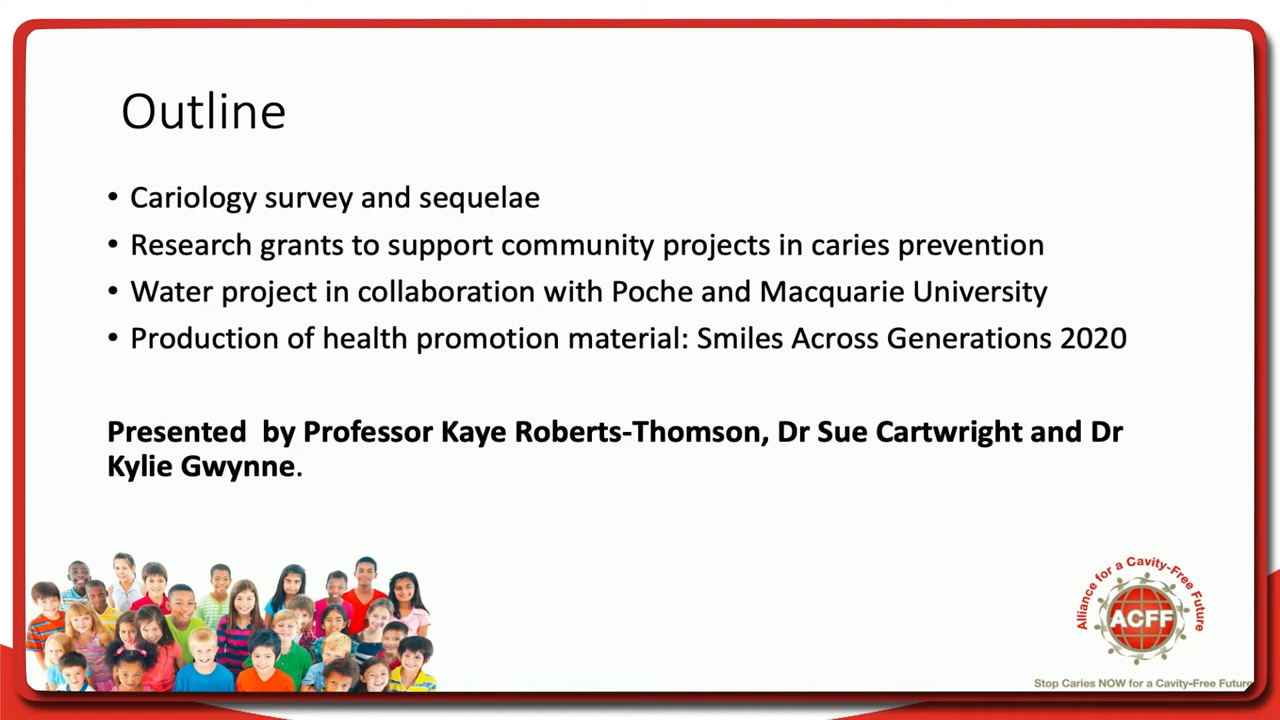 Outline
• Cariology survey and sequelae
• Research grants to support community projects in caries prevention
• Water project in collaboration with Poche and Macquarie University
• Production of health promotion material: Smiles Across Generations 2020
Presented  by Professor Kaye Roberts-Thomson, Dr Sue Cartwright and Dr
Kylie Gwynne.
Alliance for a Cavity-Free Future
ACFF
Stop Caries NOW for a Cavity-Free Future